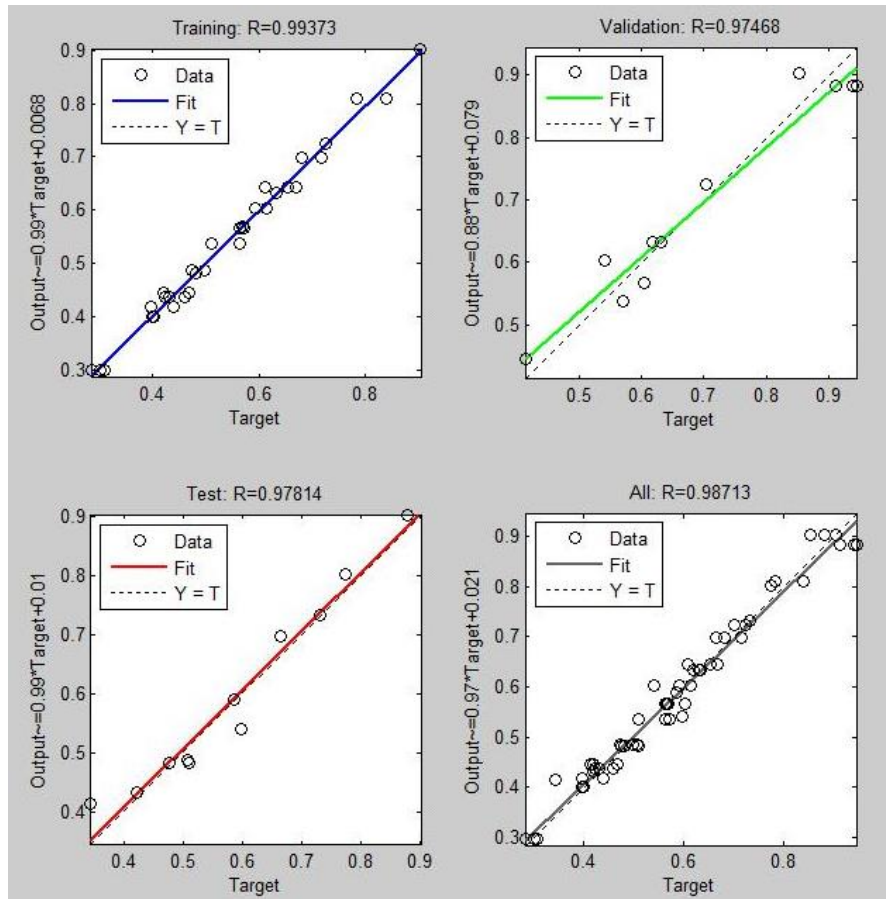 Training: R=0.99373
Output~=0.99*Target+0.0068
Data
Fit
Y = T
0.9
0.8
0.7
0.6
0.5
0.4
0.3
0.4
0.6
0.8
Target
Validation: R=0.97468
Output~=0.88*Target+0.079
Data
Fit
Y = T
0.9
0.8
0.7
0.6
0.5
0.5
0.6
0.7
0.8
0.9
Target
Test: R=0.97814
Output~=0.99*Target+0.01
Data
Fit
Y = T
0.9
0.8
0.7
0.6
0.5
0.4
0.4
0.5
0.6
0.7
0.8
0.9
Target
All: R=0.98713
Output~=0.97*Target+0.021
Data
Fit
Y = T
0.9
0.8
0.7
0.6
0.5
0.4
0.3
0.4
0.6
0.8
Target